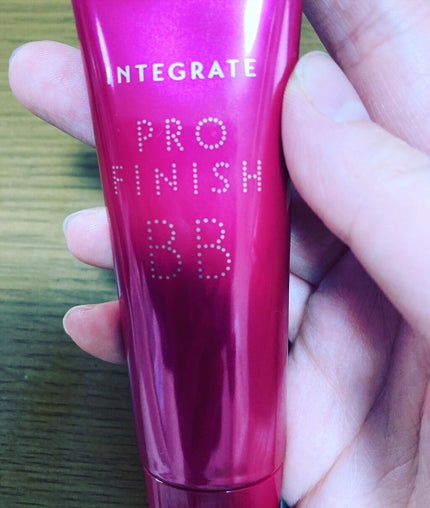 INTEGRATE
PRO
FINISH
BB